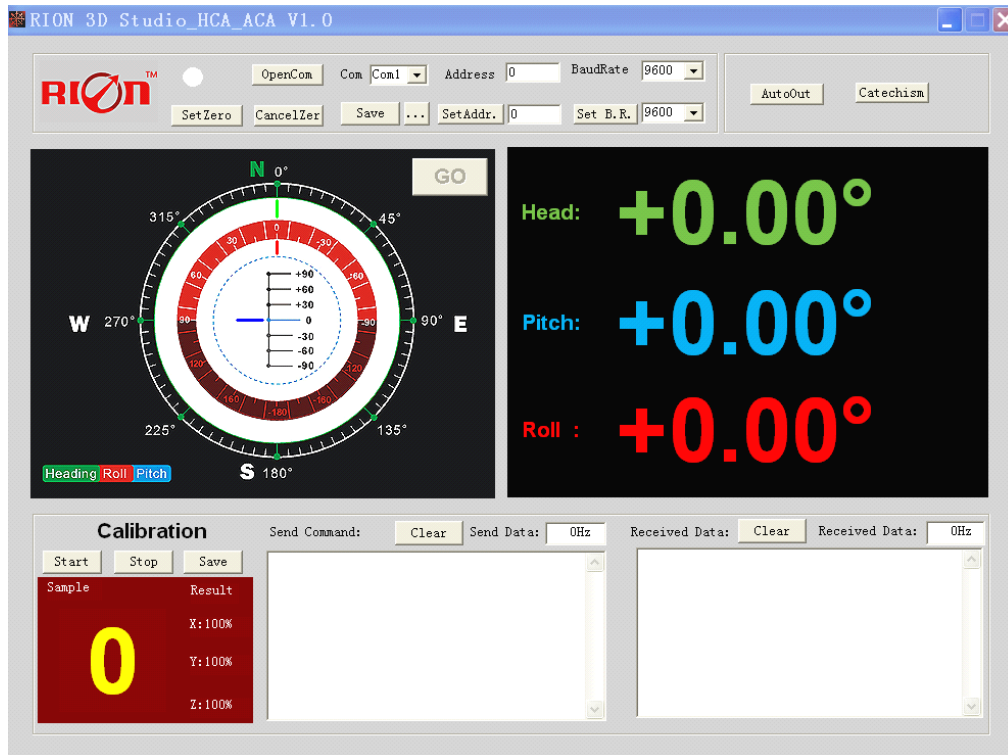 RION 3D Studio_HCA_ACA V1.0
RION™
OpenCom Com Com1 Address 0 BaudRate 9600
SetZero CancelZer Save ... SetAddr. 0 Set B.R. 9600
AutoOut Catechism
GO
N 0°
45°
90° E
135°
S 180°
225°
W 270°
315°
0
30 -30
60 -60
90 -90
120 -120
160 -160
-180
+90
+60
+30
0
-30
-60
-90
Heading Roll Pitch
Head: +0.00°
Pitch: +0.00°
Roll : +0.00°
Calibration
Start Stop Save
Sample Result
0
X:100%
Y:100%
Z:100%
Send Command: Clear Send Data: 0Hz
Received Data: Clear Received Data: 0Hz